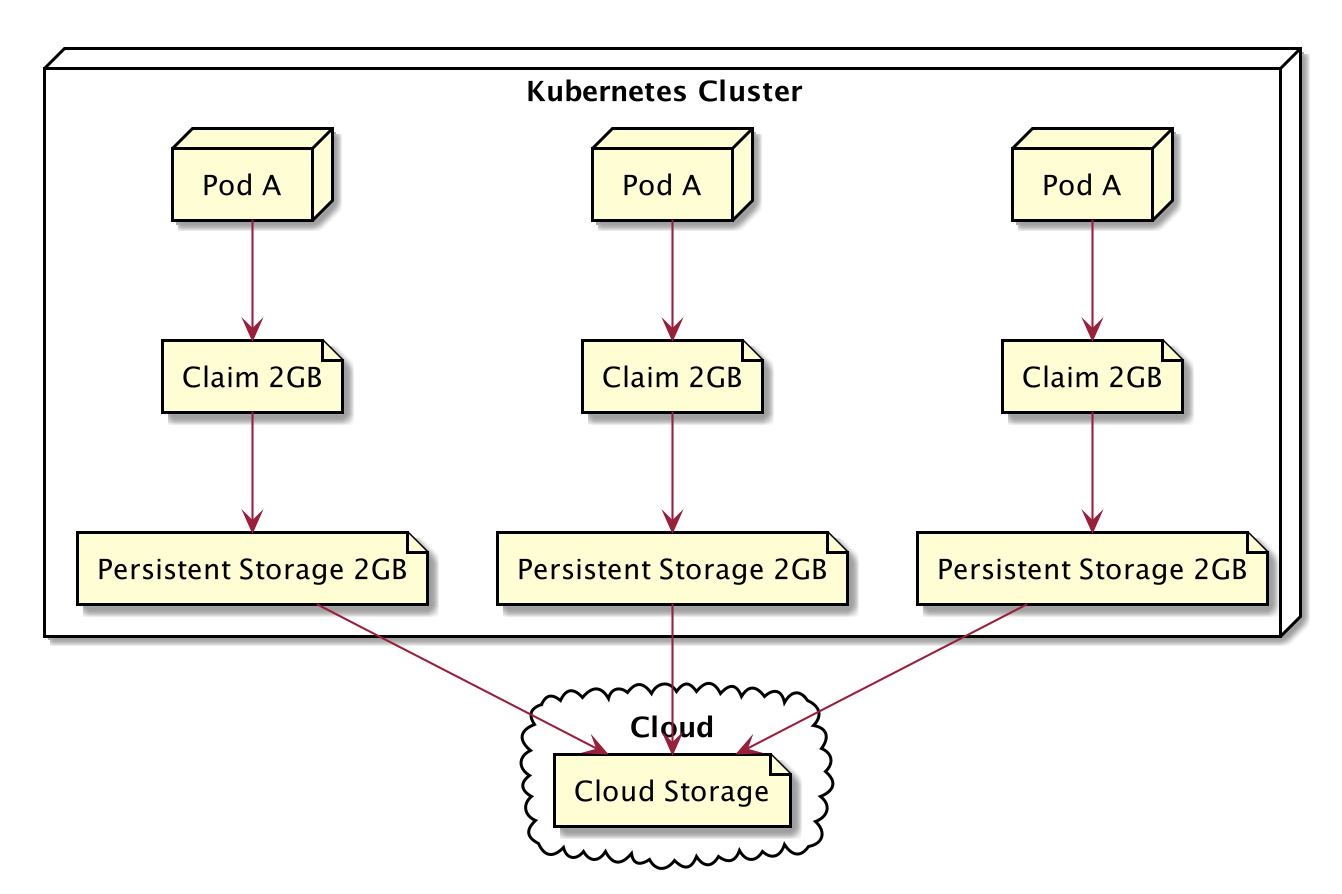 Kubernetes Cluster
Pod A
Pod A
Pod A
Claim 2GB
Claim 2GB
Claim 2GB
Persistent Storage 2GB
Persistent Storage 2GB
Persistent Storage 2GB
Cloud
Cloud Storage